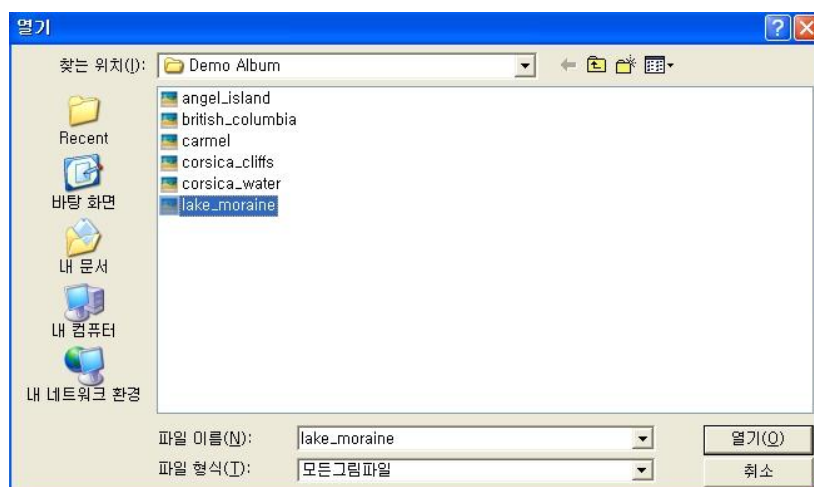 열기
찾는 위치(I): Demo Album
angel_island
british_columbia
carmel
corsica_cliffs
corsica_water
lake_moraine
Recent
바탕 화면
내 문서
내 컴퓨터
내 네트워크 환경
파일 이름(N): lake_moraine 열기(O)
파일 형식(T): 모든그림파일 취소